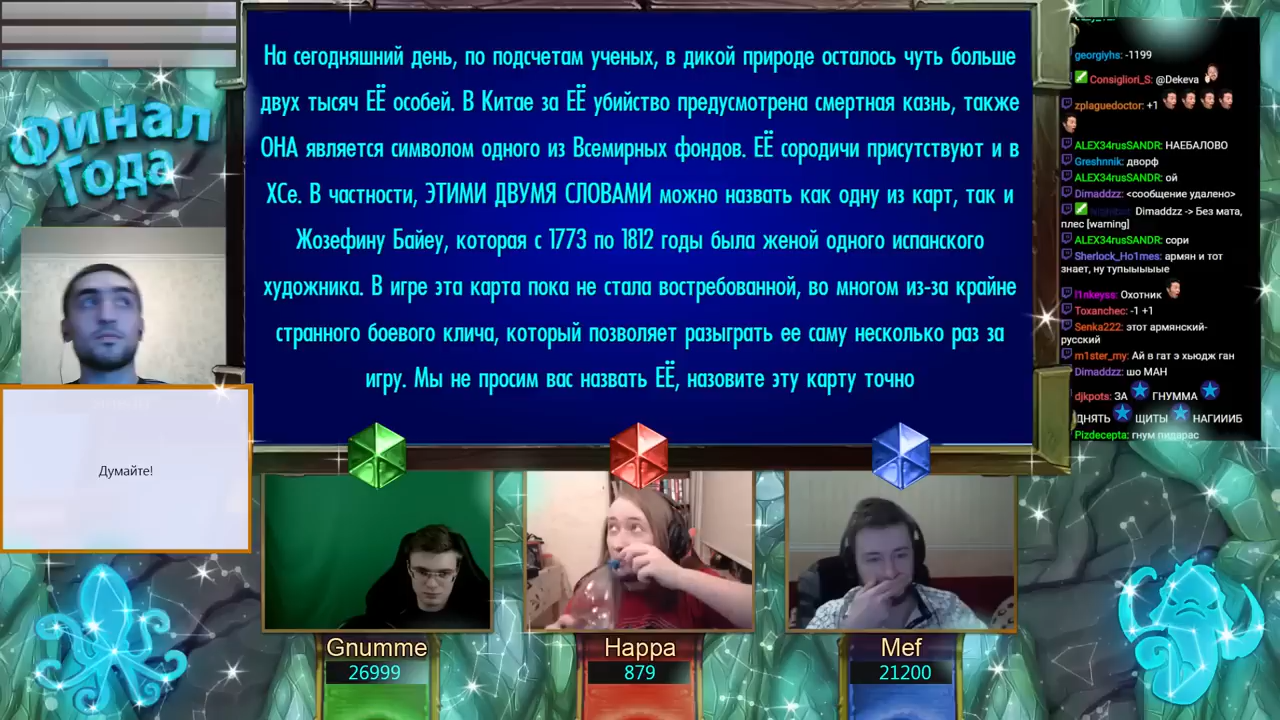 На сегодняшний день, по подсчетам ученых, в дикой природе осталось чуть больше
двух тысяч ЕЁ особей. В Китае за ЕЁ убийство предусмотрена смертная казнь, также
ОНА является символом одного из Всемирных фондов. ЕЁ сородичи присутствуют и в
ХСе. В частности, ЭТИМИ ДВУМЯ СЛОВАМИ можно назвать как одну из карт, так и
Жозефину Байеу, которая с 1773 по 1812 годы была женой одного испанского
художника. В игре эта карта пока не стала востребованной, во многом из-за крайне
странного боевого клича, который позволяет разыграть ее саму несколько раз за
игру. Мы не просим вас назвать ЕЁ, назовите эту карту точно
Финал
Года
Думайте!
georgiyhs: -1199
Consigliori_S: @Dekeva
zplaguedoctor: +1
ALEX34rusSANDR: НАЕБАЛОВО
Greshnnik: дворф
ALEX34rusSANDR: ой
Dimaddzz: <сообщение удалено>
Dimaddzz -> Без мата,
плес [warning]
ALEX34rusSANDR: сори
Sherlock_Ho1mes: армян и тот
знает, ну тупыыыыые
l1nkeyss: Охотник
Toxanchec: -1 +1
Senka222: этот армянский-
русский
m1ster_my: Ай в гат э хьюдж ган
Dimaddzz: шо МАН
djkpots: ЗА ГНУММА
ДНЯТЬ ЩИТЫ НАГИИИБ
Pizdecepta: гнум пидарас
Gnumme
26999
Happa
879
Mef
21200